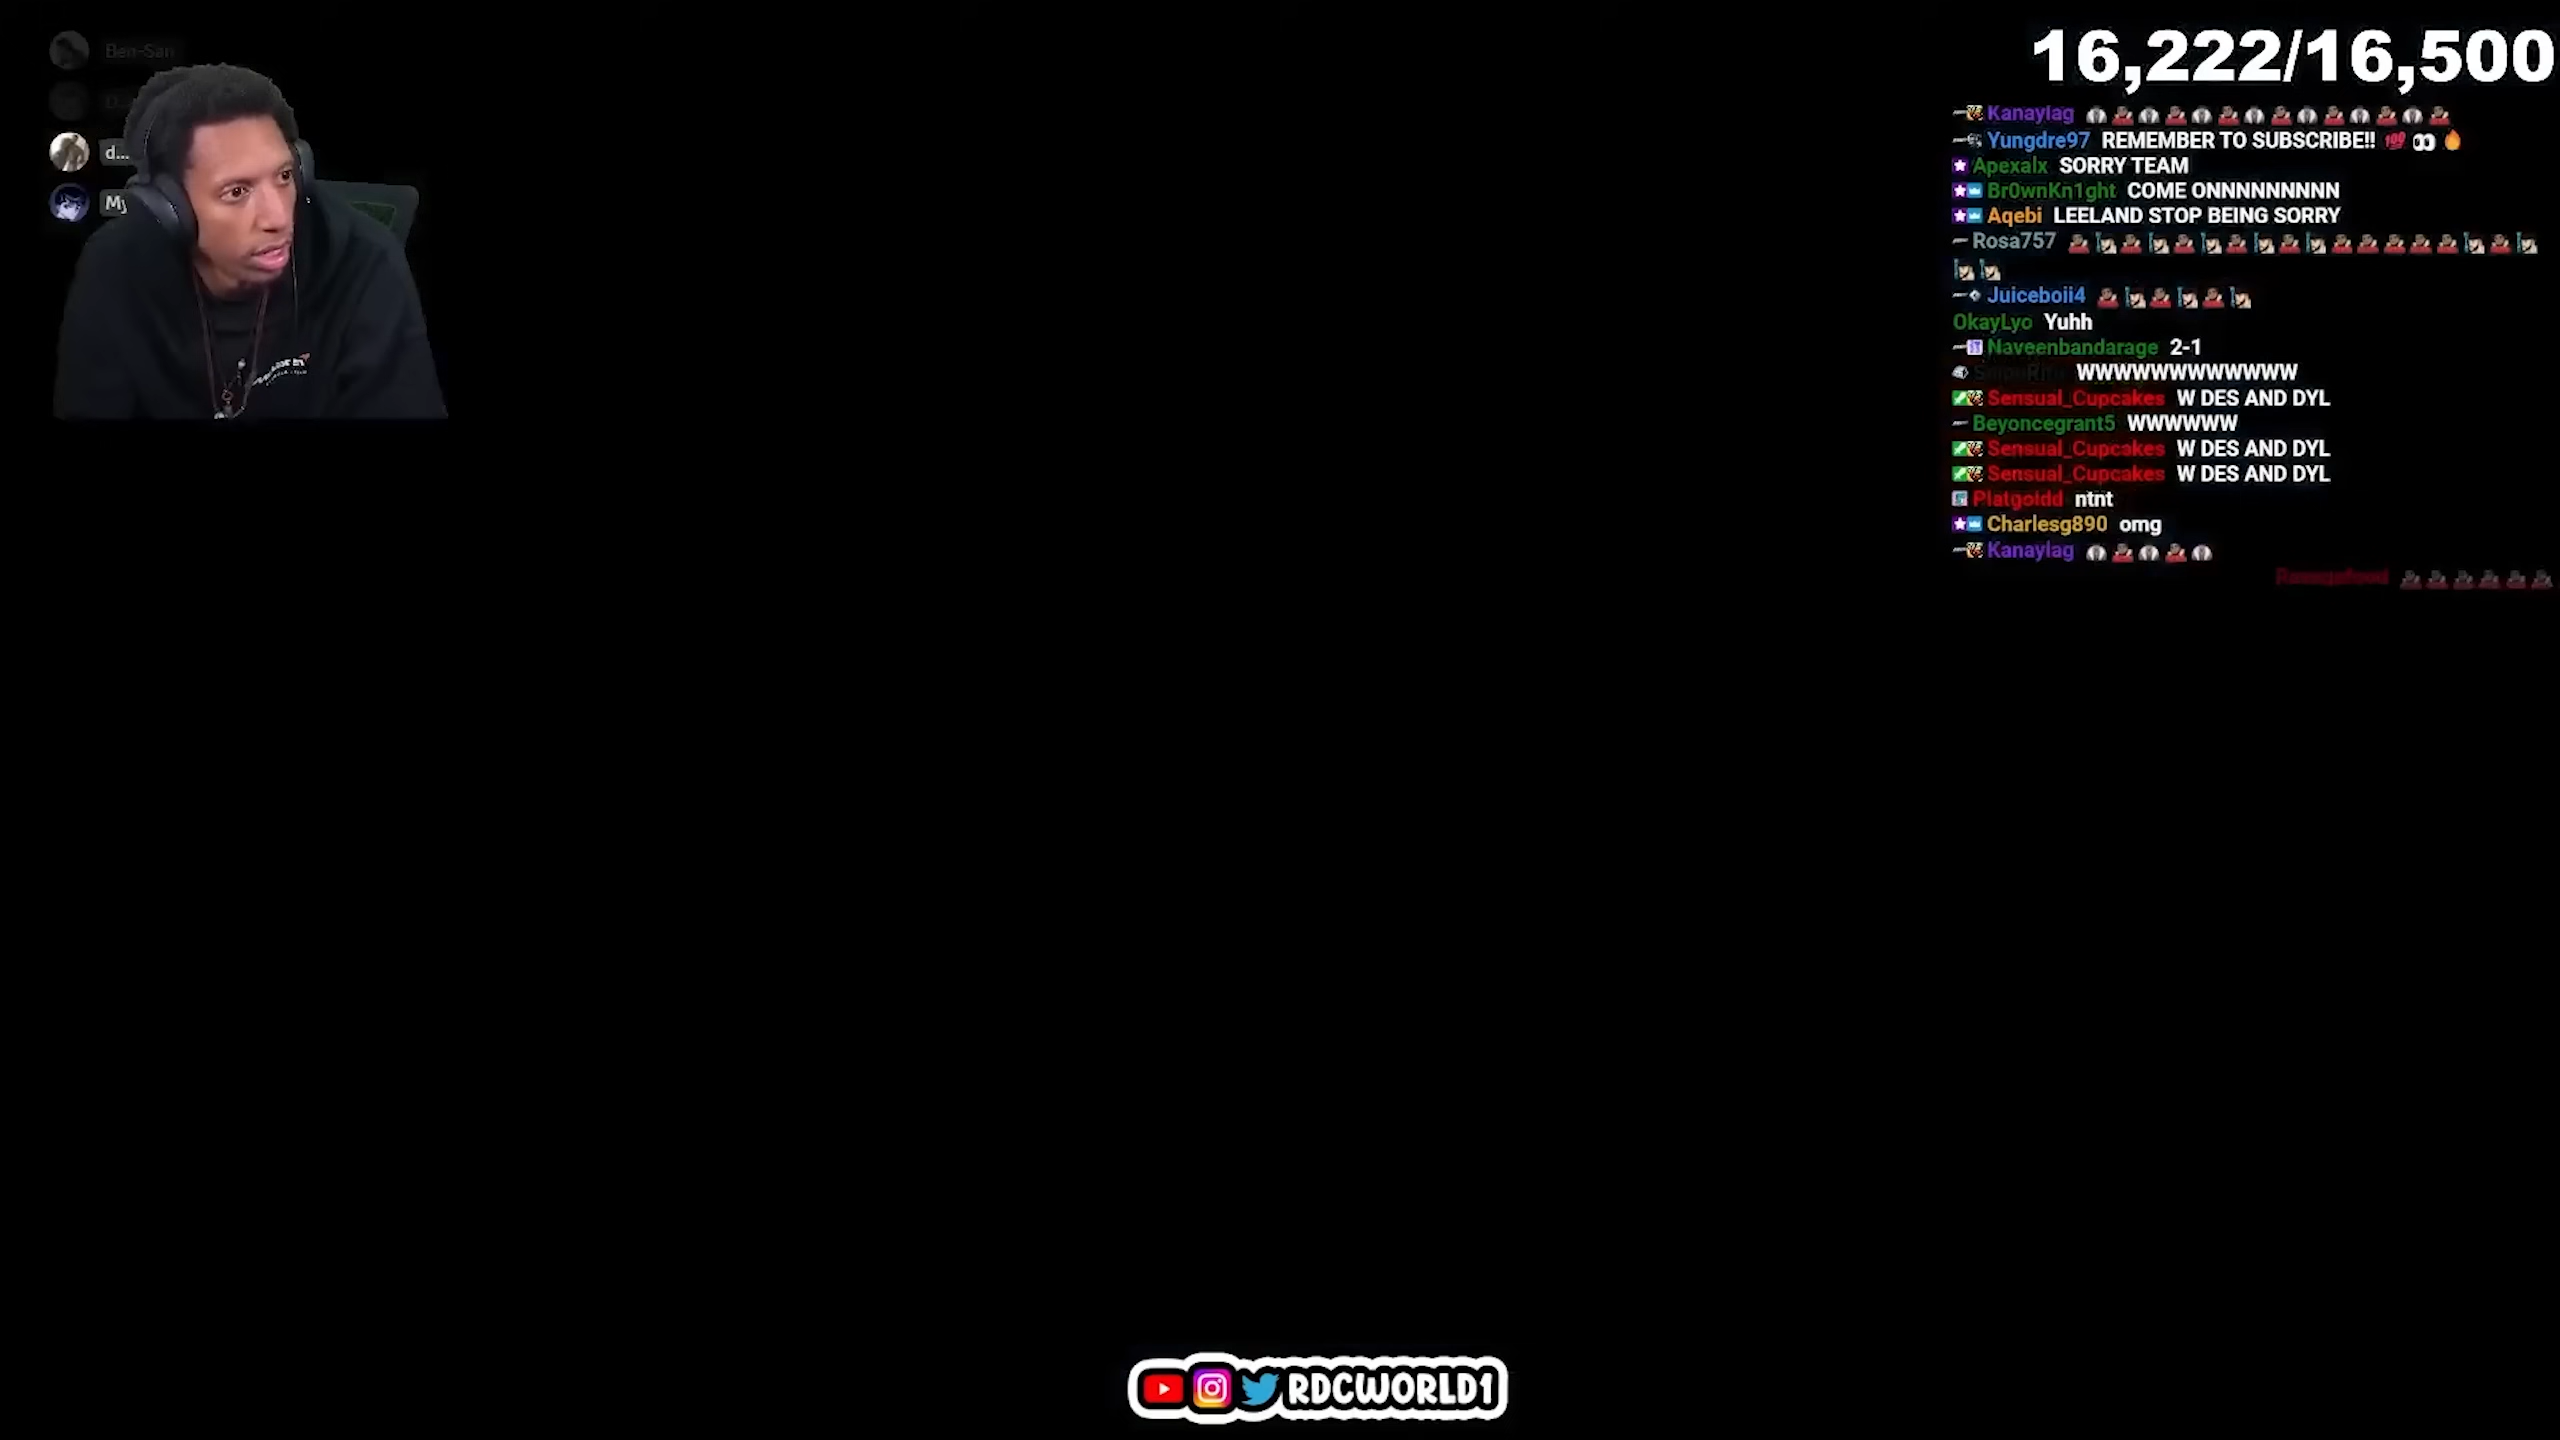 Ben-San
d...
My
16,222/16,500
Kanaylag
Yungdre97 REMEMBER TO SUBSCRIBE!! 💯 👀 🔥
Apexalx SORRY TEAM
Br0wnKn1ght COME ONNNNNNNNN
Aqebi LEELAND STOP BEING SORRY
Rosa757
Juiceboii4
OkayLyo Yuhh
Naveenbandarage 2-1
WWWWWWWWWWWW
Sensual_Cupcakes W DES AND DYL
Beyoncegrant5 WWWWWW
Sensual_Cupcakes W DES AND DYL
Sensual_Cupcakes W DES AND DYL
Platgoldd ntnt
Charlesg890 omg
Kanaylag
RDCWORLD1